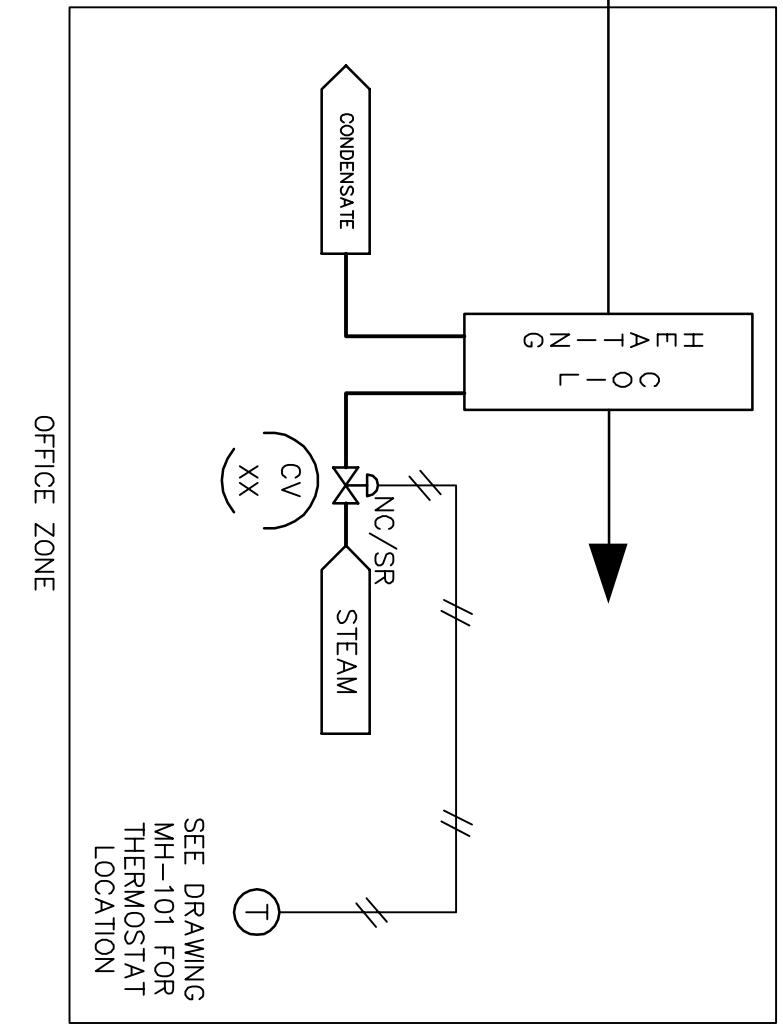 HEATING
COIL
CONDENSATE
NC/SR
CV
XX
STEAM
T
SEE DRAWING
MH-101 FOR
THERMOSTAT
LOCATION
OFFICE ZONE